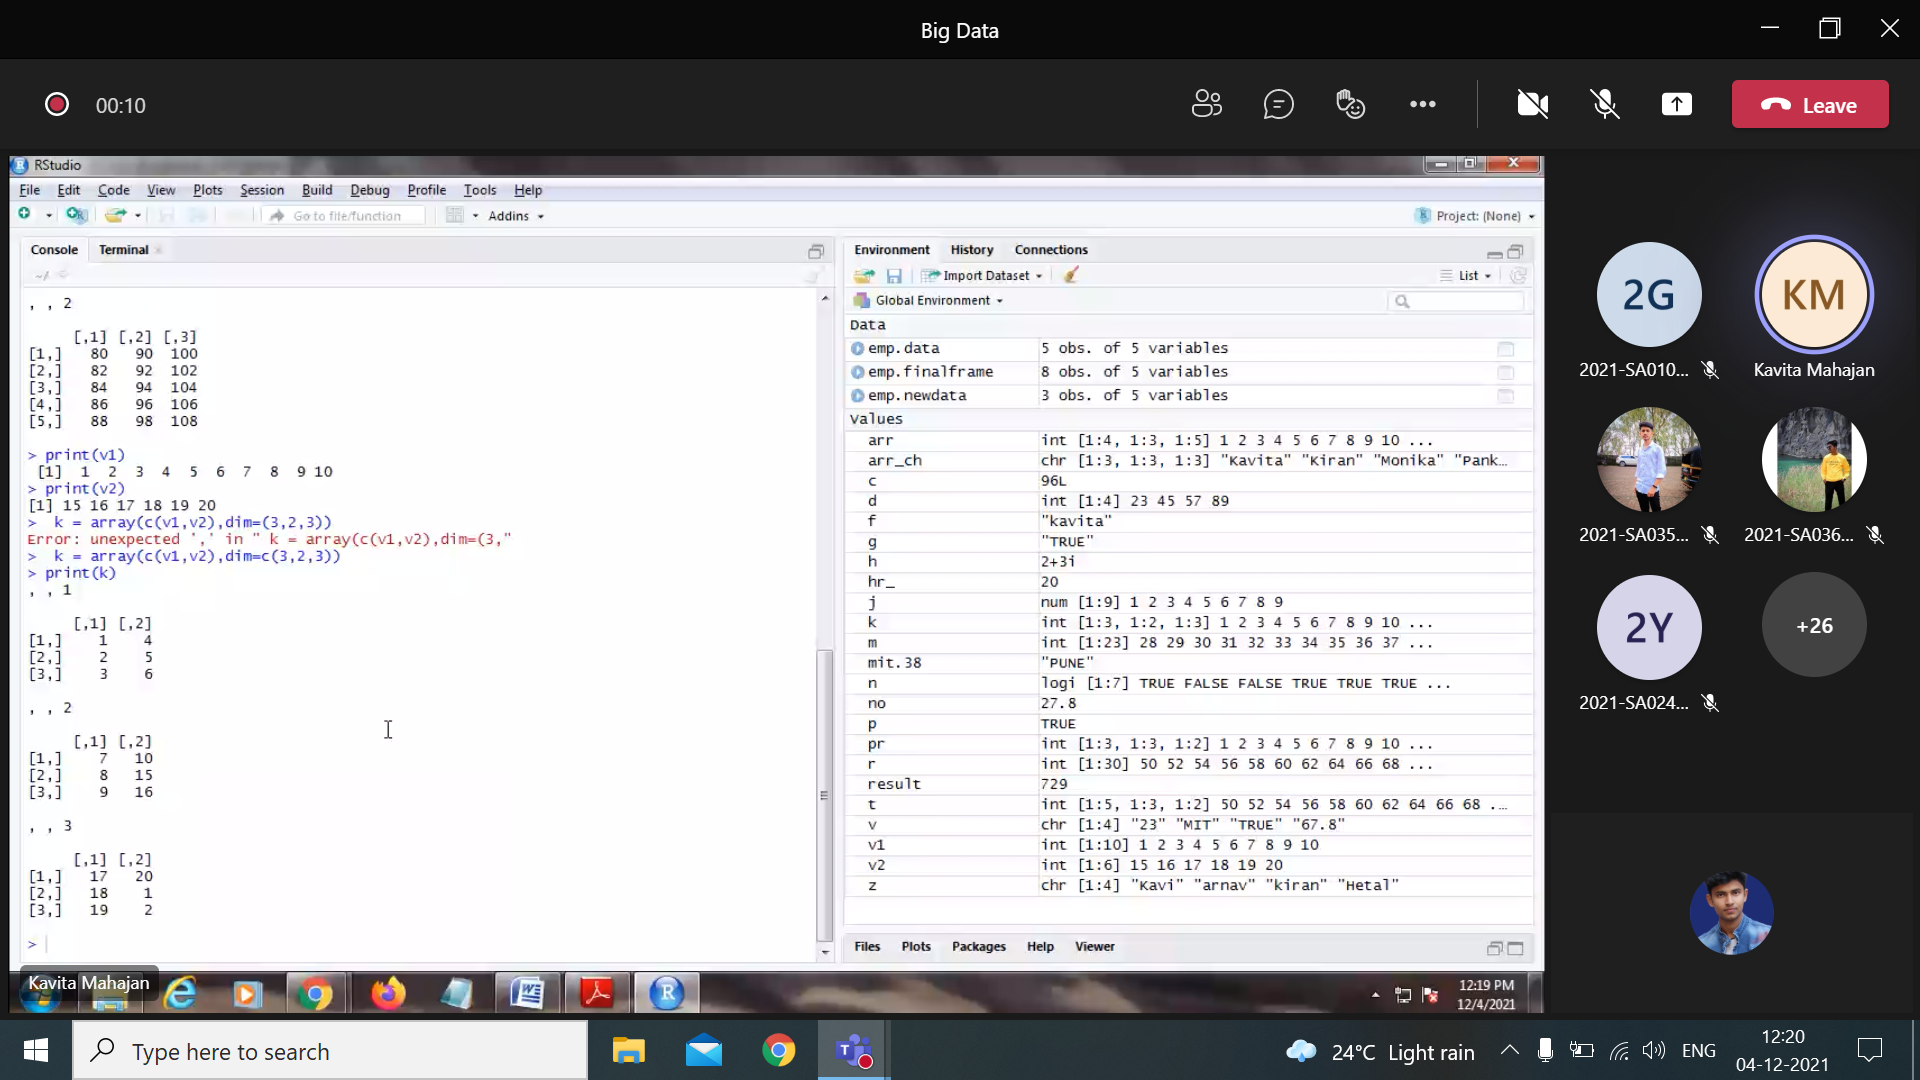 Big Data
00:10
Leave
RStudio
File Edit Code View Plots Session Build Debug Profile Tools Help
Go to file/function
Addins
Project: (None)
Console Terminal
~/
, , 2
[,1] [,2] [,3]
[1,] 80 90 100
[2,] 82 92 102
[3,] 84 94 104
[4,] 86 96 106
[5,] 88 98 108
> print(v1)
[1] 1 2 3 4 5 6 7 8 9 10
> print(v2)
[1] 15 16 17 18 19 20
> k = array(c(v1,v2),dim=(3,2,3))
Error: unexpected ',' in " k = array(c(v1,v2),dim=(3,"
> k = array(c(v1,v2),dim=c(3,2,3))
> print(k)
, , 1
[,1] [,2]
[1,] 1 4
[2,] 2 5
[3,] 3 6
, , 2
[,1] [,2]
[1,] 7 10
[2,] 8 15
[3,] 9 16
, , 3
[,1] [,2]
[1,] 17 20
[2,] 18 1
[3,] 19 2
>
Environment History Connections
Import Dataset
List
Global Environment
Data
emp.data 5 obs. of 5 variables
emp.finalframe 8 obs. of 5 variables
emp.newdata 3 obs. of 5 variables
Values
arr int [1:4, 1:3, 1:5] 1 2 3 4 5 6 7 8 9 10 ...
arr_ch chr [1:3, 1:3, 1:3] "Kavita" "Kiran" "Monika" "Pank...
c 96L
d int [1:4] 23 45 57 89
f "kavita"
g "TRUE"
h 2+3i
hr_ 20
j num [1:9] 1 2 3 4 5 6 7 8 9
k int [1:3, 1:2, 1:3] 1 2 3 4 5 6 7 8 9 10 ...
m int [1:23] 28 29 30 31 32 33 34 35 36 37 ...
mit.38 "PUNE"
n logi [1:7] TRUE FALSE FALSE TRUE TRUE TRUE ...
no 27.8
p TRUE
pr int [1:3, 1:3, 1:2] 1 2 3 4 5 6 7 8 9 10 ...
r int [1:30] 50 52 54 56 58 60 62 64 66 68 ...
result 729
t int [1:5, 1:3, 1:2] 50 52 54 56 58 60 62 64 66 68 ...
v chr [1:4] "23" "MIT" "TRUE" "67.8"
v1 int [1:10] 1 2 3 4 5 6 7 8 9 10
v2 int [1:6] 15 16 17 18 19 20
z chr [1:4] "Kavi" "arnav" "kiran" "Hetal"
Files Plots Packages Help Viewer
Kavita Mahajan
12:19 PM
12/4/2021
2G
KM
2021-SA010...
Kavita Mahajan
2021-SA035...
2021-SA036...
2Y
+26
2021-SA024...
Type here to search
24°C Light rain
ENG
12:20
04-12-2021